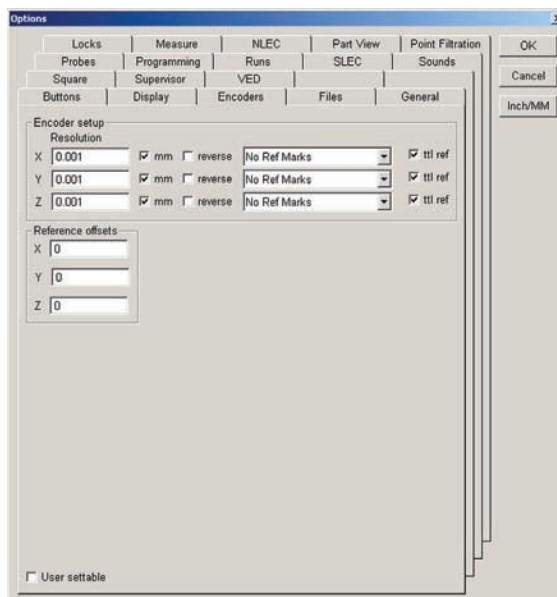 Options
Locks Measure NLEC Part View Point Filtration
Probes Programming Runs SLEC Sounds
Square Supervisor VED
Buttons Display Encoders Files General
OK
Cancel
Inch/MM
Encoder setup
Resolution
X 0.001 mm reverse No Ref Marks ttl ref
Y 0.001 mm reverse No Ref Marks ttl ref
Z 0.001 mm reverse No Ref Marks ttl ref
Reference offsets
X 0
Y 0
Z 0
User settable